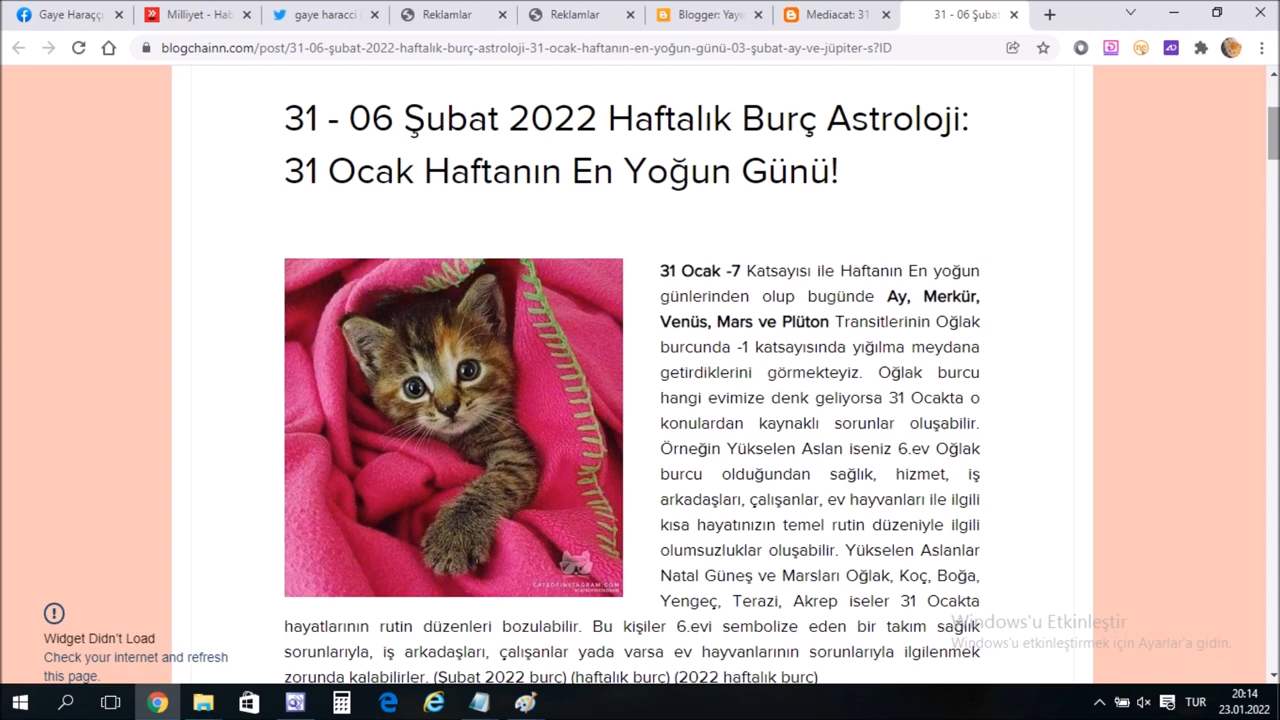 Gaye Haraçç
Milliyet - Hab
gaye haracci
Reklamlar
Reklamlar
Blogger: Yayı
Mediacat: 31
31 - 06 Şubat
blogchainn.com/post/31-06-şubat-2022-haftalık-burç-astroloji-31-ocak-haftanın-en-yoğun-günü-03-şubat-ay-ve-jüpiter-s?ID
31 - 06 Şubat 2022 Haftalık Burç Astroloji:
31 Ocak Haftanın En Yoğun Günü!
31 Ocak -7 Katsayısı ile Haftanın En yoğun
günlerinden olup bugünde Ay, Merkür,
Venüs, Mars ve Plüton Transitlerinin Oğlak
burcunda -1 katsayısında yığılma meydana
getirdiklerini görmekteyiz. Oğlak burcu
hangi evimize denk geliyorsa 31 Ocakta o
konulardan kaynaklı sorunlar oluşabilir.
Örneğin Yükselen Aslan iseniz 6.ev Oğlak
burcu olduğundan sağlık, hizmet, iş
arkadaşları, çalışanlar, ev hayvanları ile ilgili
kısa hayatınızın temel rutin düzeniyle ilgili
olumsuzluklar oluşabilir. Yükselen Aslanlar
Natal Güneş ve Marsları Oğlak, Koç, Boğa,
Yengeç, Terazi, Akrep iseler 31 Ocakta
hayatlarının rutin düzenleri bozulabilir. Bu kişiler 6.evi sembolize eden bir takım sağlık
sorunlarıyla, iş arkadaşları, çalışanlar yada varsa ev hayvanlarının sorunlarıyla ilgilenmek
zorunda kalabilirler. (Şubat 2022 burç) (haftalık burç) (2022 haftalık burç)
CATSOFINSTAGRAM.COM
Widget Didn't Load
Check your internet and refresh
this page.
Windows'u Etkinleştir
Windows'u etkinleştirmek için Ayarlar'a gidin.
TUR
20:14
23.01.2022